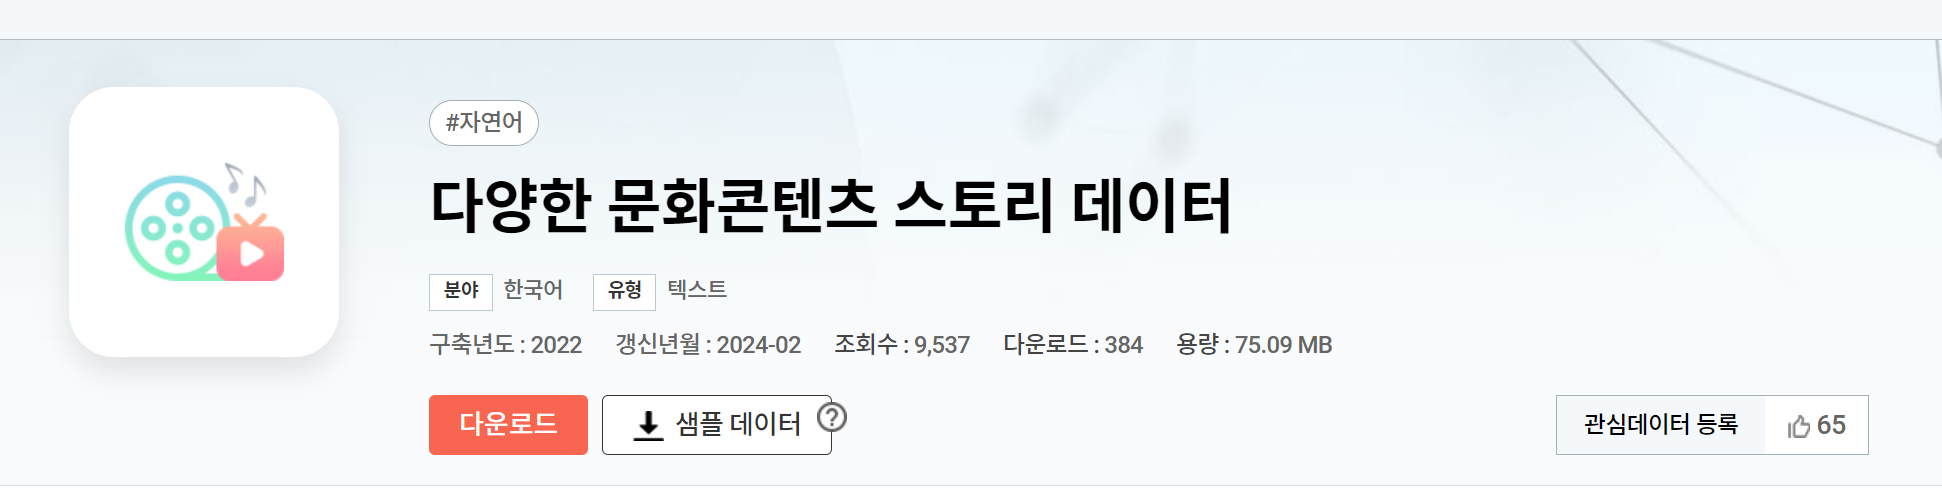 #자연어
다양한 문화콘텐츠 스토리 데이터
분야 한국어 유형 텍스트
구축년도 : 2022 갱신년월 : 2024-02 조회수 : 9,537 다운로드 : 384 용량 : 75.09 MB
다운로드 샘플 데이터 ? 관심데이터 등록 65